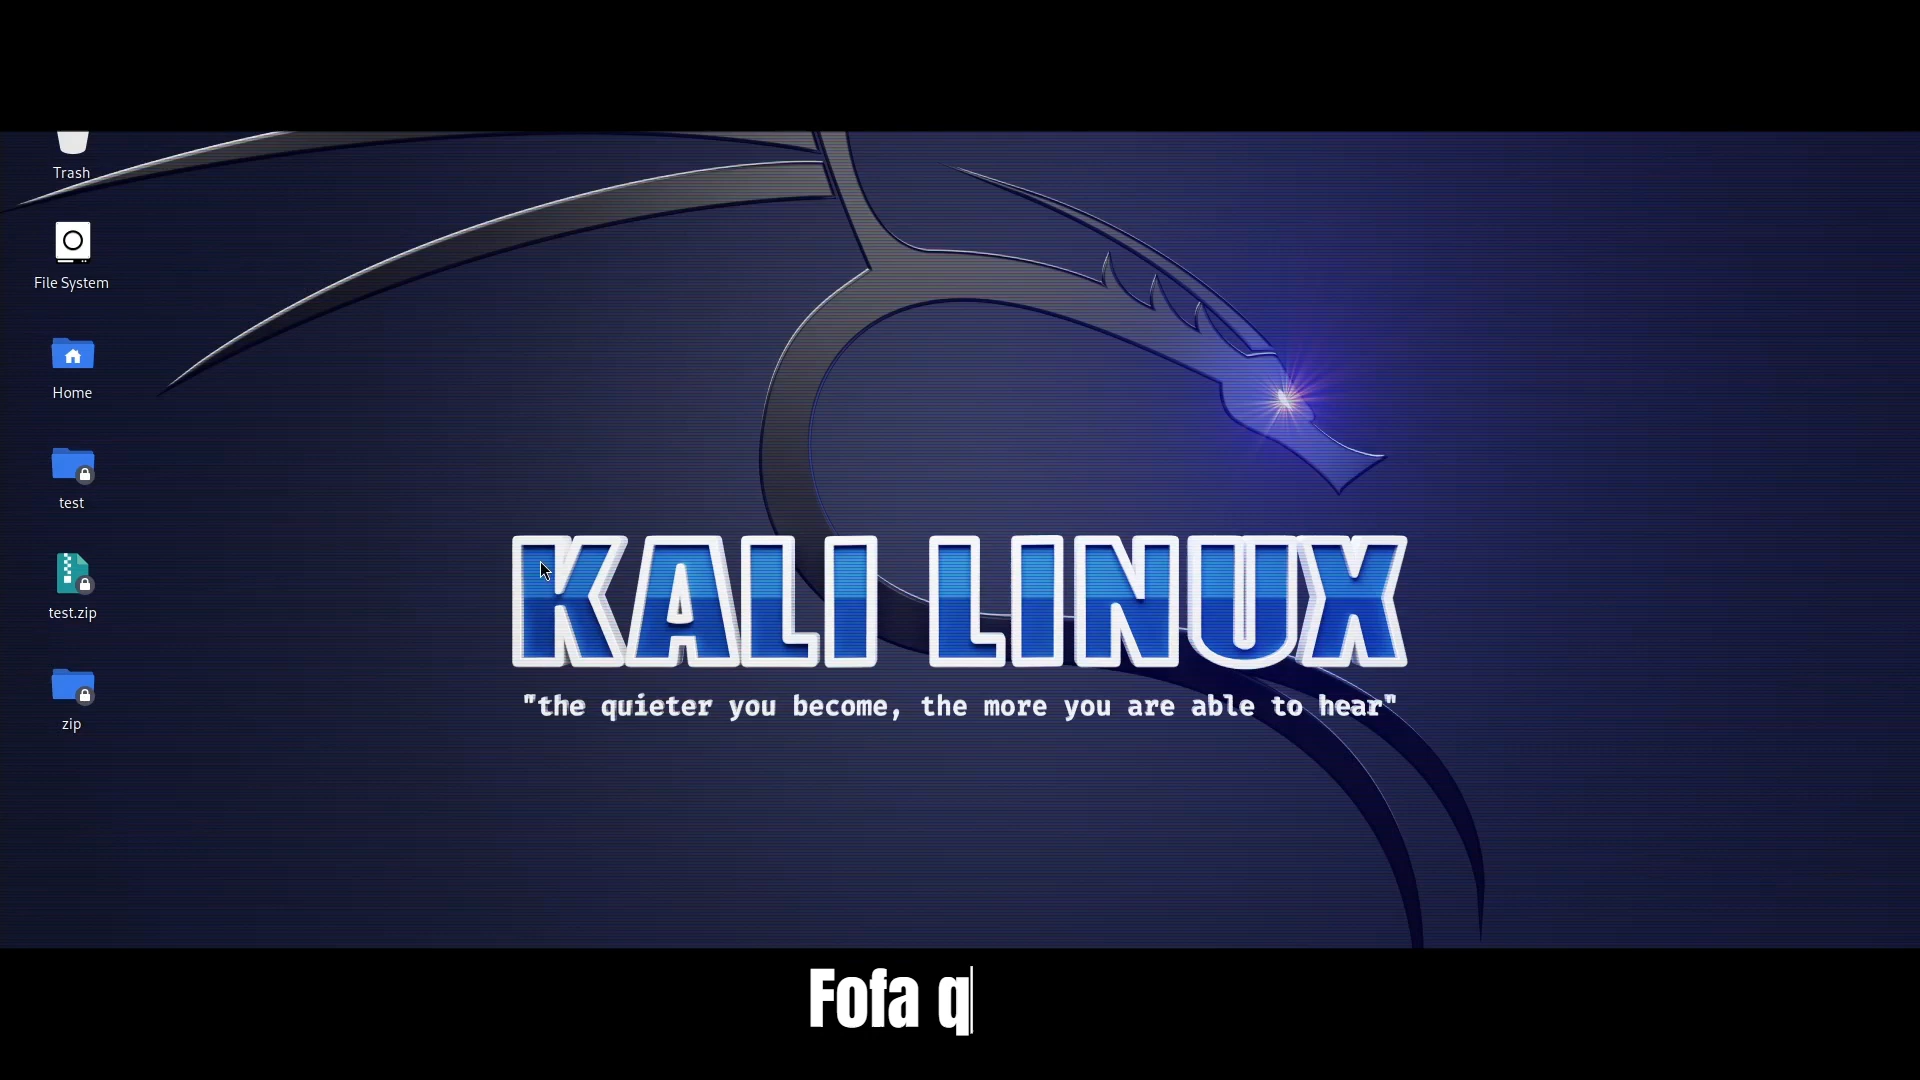 Trash
File System
Home
test
test.zip
zip
KALI LINUX
"the quieter you become, the more you are able to hear"
Fofa q